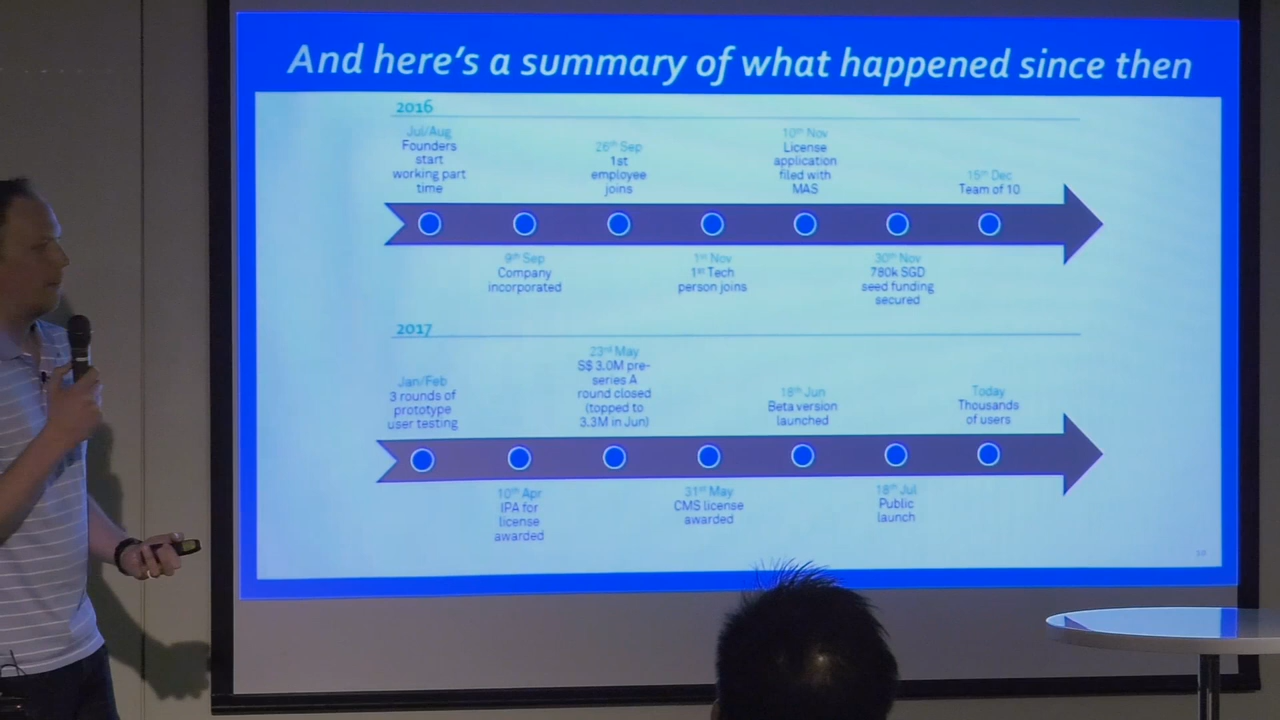 And here's a summary of what happened since then
2016
Jul/Aug
Founders
start
working part
time
9th Sep
Company
incorporated
26th Sep
1st
employee
joins
1st Nov
1st Tech
person joins
10th Nov
License
application
filed with
MAS
30th Nov
780k SGD
seed funding
secured
15th Dec
Team of 10
2017
Jan/Feb
3 rounds of
prototype
user testing
10th Apr
IPA for
license
awarded
23rd May
S$ 3.0M pre-
series A
round closed
(topped to
3.3M in Jun)
31st May
CMS license
awarded
18th Jun
Beta version
launched
18th Jul
Public
launch
Today
Thousands
of users